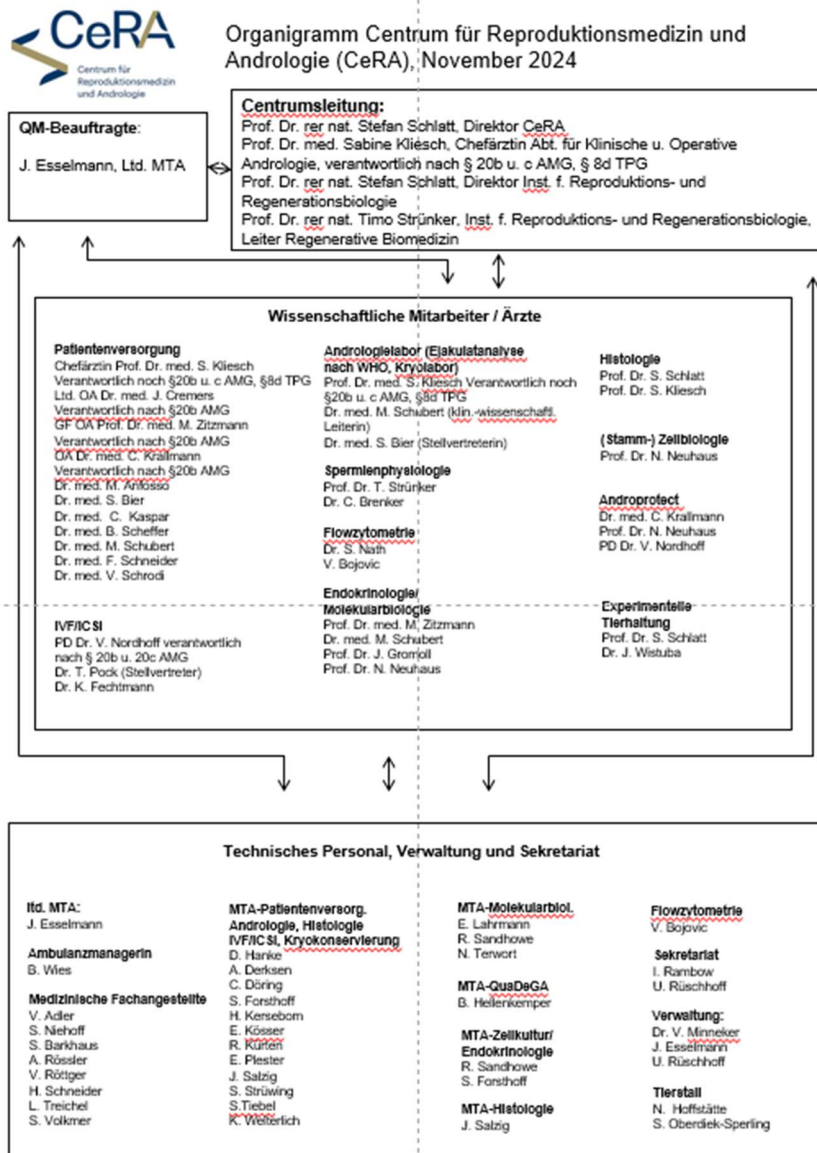 CeRA
Centrum für
Reproduktionsmedizin
und Andrologie
Organigramm Centrum für Reproduktionsmedizin und
Andrologie (CeRA), November 2024
QM-Beauftragte:
J. Esselmann, Ltd. MTA
Centrumsleitung:
Prof. Dr. rer nat. Stefan Schlatt, Direktor CeRA
Prof. Dr. med. Sabine Kliesch, Chefärztin Abt. für Klinische u. Operative
Andrologie, verantwortlich nach § 20b u. c AMG, § 8d TPG
Prof. Dr. rer nat. Stefan Schlatt, Direktor Inst. f. Reproduktions- und
Regenerationsbiologie
Prof. Dr. rer nat. Timo Strünker, Inst. f. Reproduktions- und Regenerationsbiologie,
Leiter Regenerative Biomedizin
Wissenschaftliche Mitarbeiter / Ärzte
Patientenversorgung
Chefärztin Prof. Dr. med. S. Kliesch
Verantwortlich noch §20b u. c AMG, §8d TPG
Ltd. OA Dr. med. J. Cremers
Verantwortlich nach §20b AMG
GF OA Prof. Dr. med. M. Zitzmann
Verantwortlich nach §20b AMG
OA Dr. med. C. Krallmann
Verantwortlich nach §20b AMG
Dr. med. M. Anfosso
Dr. med. S. Bier
Dr. med. C. Kaspar
Dr. med. B. Scheffer
Dr. med. M. Schubert
Dr. med. F. Schneider
Dr. med. V. Schrodi
IVF/ICSI
PD Dr. V. Nordhoff verantwortlich
nach § 20b u. 20c AMG
Dr. T. Pock (Stellvertreter)
Dr. K. Fechtmann
Andrologielabor (Ejakulatanalyse
nach WHO, Kryolabor)
Prof. Dr. med. S. Kliesch Verantwortlich noch
§20b u. c AMG, §8d TPG
Dr. med. M. Schubert (klin.-wissenschaftl.
Leiterin)
Dr. med. S. Bier (Stellvertreterin)
Spermienphysiologie
Prof. Dr. T. Strünker
Dr. C. Brenker
Flowzytometrie
Dr. S. Nath
V. Bojovic
Endokrinologie/
Molekularbiologie
Prof. Dr. med. M. Zitzmann
Dr. med. M. Schubert
Prof. Dr. J. Gromoll
Prof. Dr. N. Neuhaus
Histologie
Prof. Dr. S. Schlatt
Prof. Dr. S. Kliesch
(Stamm-) Zellbiologie
Prof. Dr. N. Neuhaus
Androprotect
Dr. med. C. Krallmann
Prof. Dr. N. Neuhaus
PD Dr. V. Nordhoff
Experimentelle
Tierhaltung
Prof. Dr. S. Schlatt
Dr. J. Wistuba
Technisches Personal, Verwaltung und Sekretariat
ltd. MTA:
J. Esselmann
Ambulanzmanagerin
B. Wies
Medizinische Fachangestellte
V. Adler
S. Niehoff
S. Barkhaus
A. Rössler
V. Röttger
H. Schneider
L. Treichel
S. Volkmer
MTA-Patientenversorg.
Andrologie, Histologie
IVF/ICSI, Kryokonservierung
D. Hanke
A. Derksen
C. Döring
S. Forsthoff
H. Kersebom
E. Kösser
R. Kürten
E. Plester
J. Salzig
S. Strüwing
S.Tiebel
K. Weiterlich
MTA-Molekularbiol.
E. Lahrmann
R. Sandhowe
N. Terwort
MTA-QuaDeGA
B. Hellenkemper
MTA-Zellkultur/
Endokrinologie
R. Sandhowe
S. Forsthoff
MTA-Histologie
J. Salzig
Flowzytometrie
V. Bojovic
Sekretariat
I. Rambow
U. Rüschhoff
Verwaltung:
Dr. V. Minneker
J. Esselmann
U. Rüschhoff
Tierstall
N. Hoffstätte
S. Oberdiek-Sperling